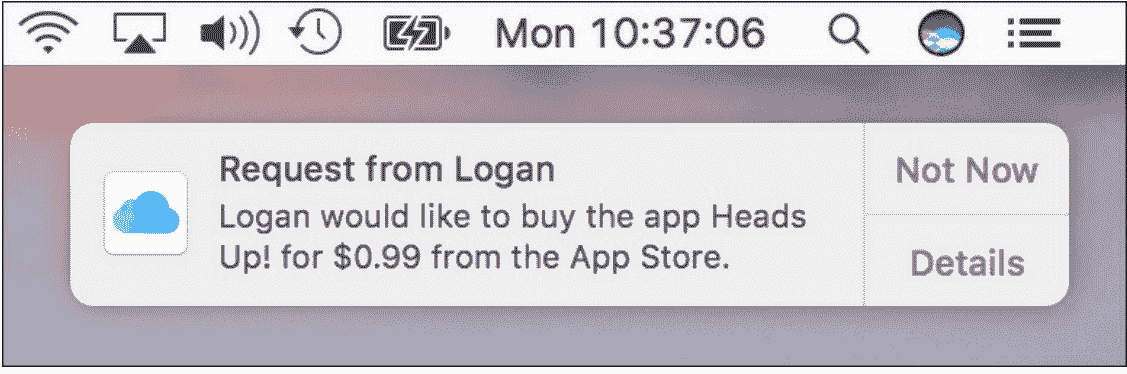 Mon 10:37:06
Request from Logan
Not Now
Logan would like to buy the app Heads
Up! for $0.99 from the App Store.
Details